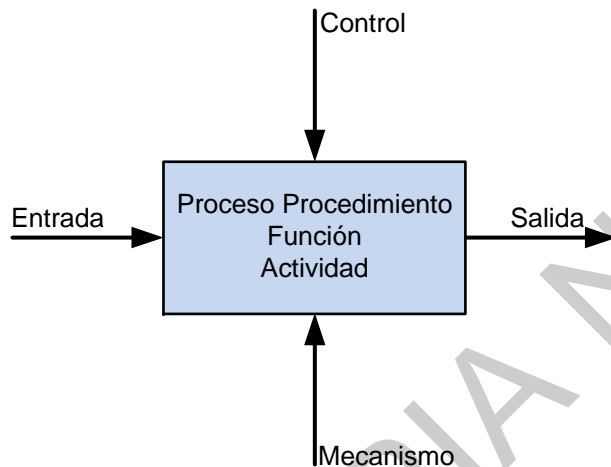 Control
Entrada
Proceso Procedimiento
Función
Actividad
Salida
Mecanismo